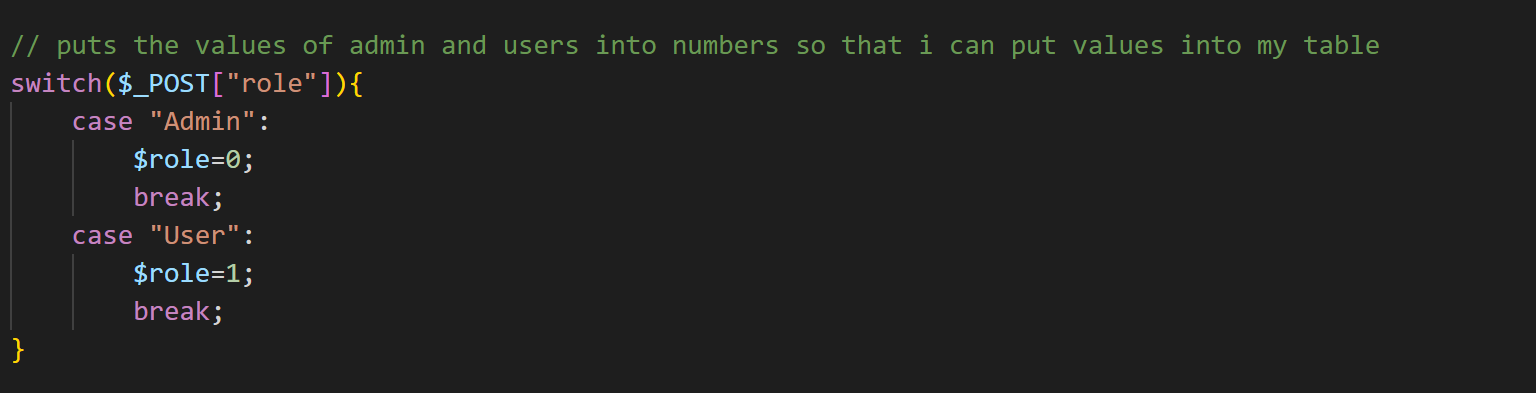 // puts the values of admin and users into numbers so that i can put values into my table
switch($_POST["role"]){
    case "Admin":
        $role=0;
        break;
    case "User":
        $role=1;
        break;
}